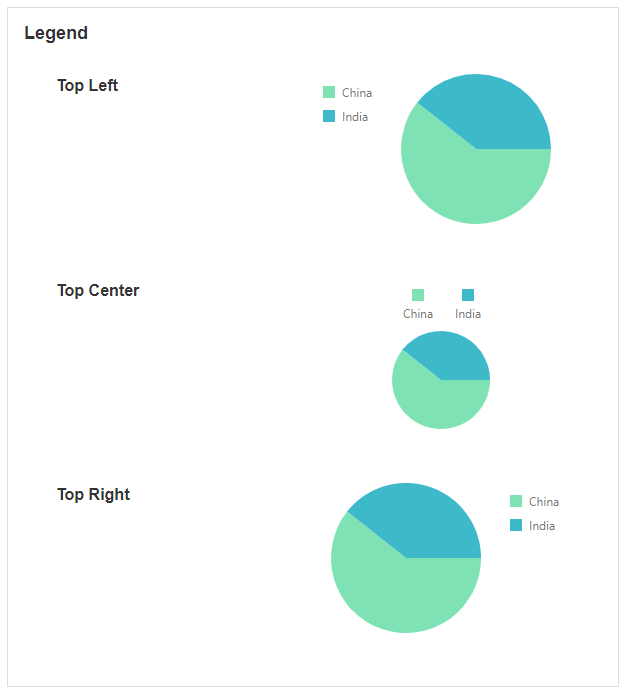 Legend
Top Left
China
India
Top Center
China India
Top Right
China
India